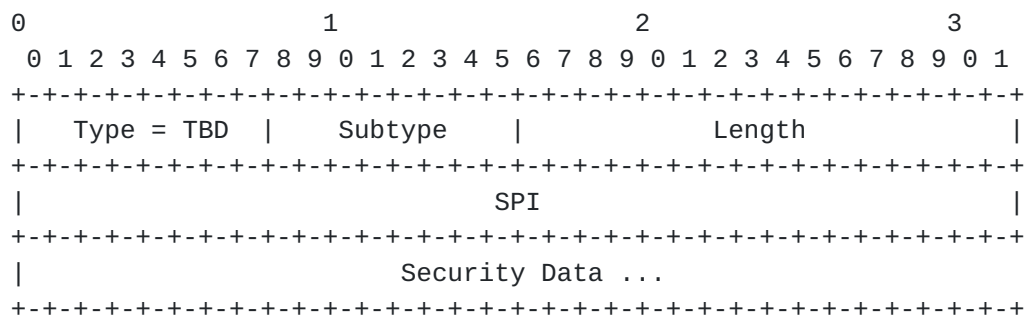 0                   1                   2                   3
 0 1 2 3 4 5 6 7 8 9 0 1 2 3 4 5 6 7 8 9 0 1 2 3 4 5 6 7 8 9 0 1
+-+-+-+-+-+-+-+-+-+-+-+-+-+-+-+-+-+-+-+-+-+-+-+-+-+-+-+-+-+-+-+-+
|   Type = TBD  |    Subtype    |            Length             |
+-+-+-+-+-+-+-+-+-+-+-+-+-+-+-+-+-+-+-+-+-+-+-+-+-+-+-+-+-+-+-+-+
|                              SPI                              |
+-+-+-+-+-+-+-+-+-+-+-+-+-+-+-+-+-+-+-+-+-+-+-+-+-+-+-+-+-+-+-+-+
|                        Security Data ...
+-+-+-+-+-+-+-+-+-+-+-+-+-+-+-+-+-+-+-+-+-+-+-+-+-+-+-+-+-+-+-+-+